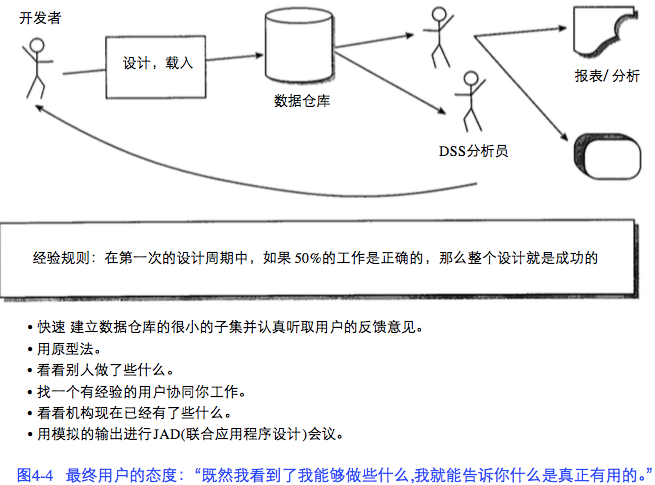 开发者
设计，载入
数据仓库
报表/ 分析
DSS分析员
经验规则：在第一次的设计周期中，如果 50%的工作是正确的，那么整个设计就是成功的
• 快速 建立数据仓库的很小的子集并认真听取用户的反馈意见。
• 用原型法。
• 看看别人做了些什么。
• 找一个有经验的用户协同你工作。
• 看看机构现在已经有了些什么。
• 用模拟的输出进行JAD(联合应用程序设计)会议。
图4-4 最终用户的态度：“既然我看到了我能够做些什么,我就能告诉你什么是真正有用的。”